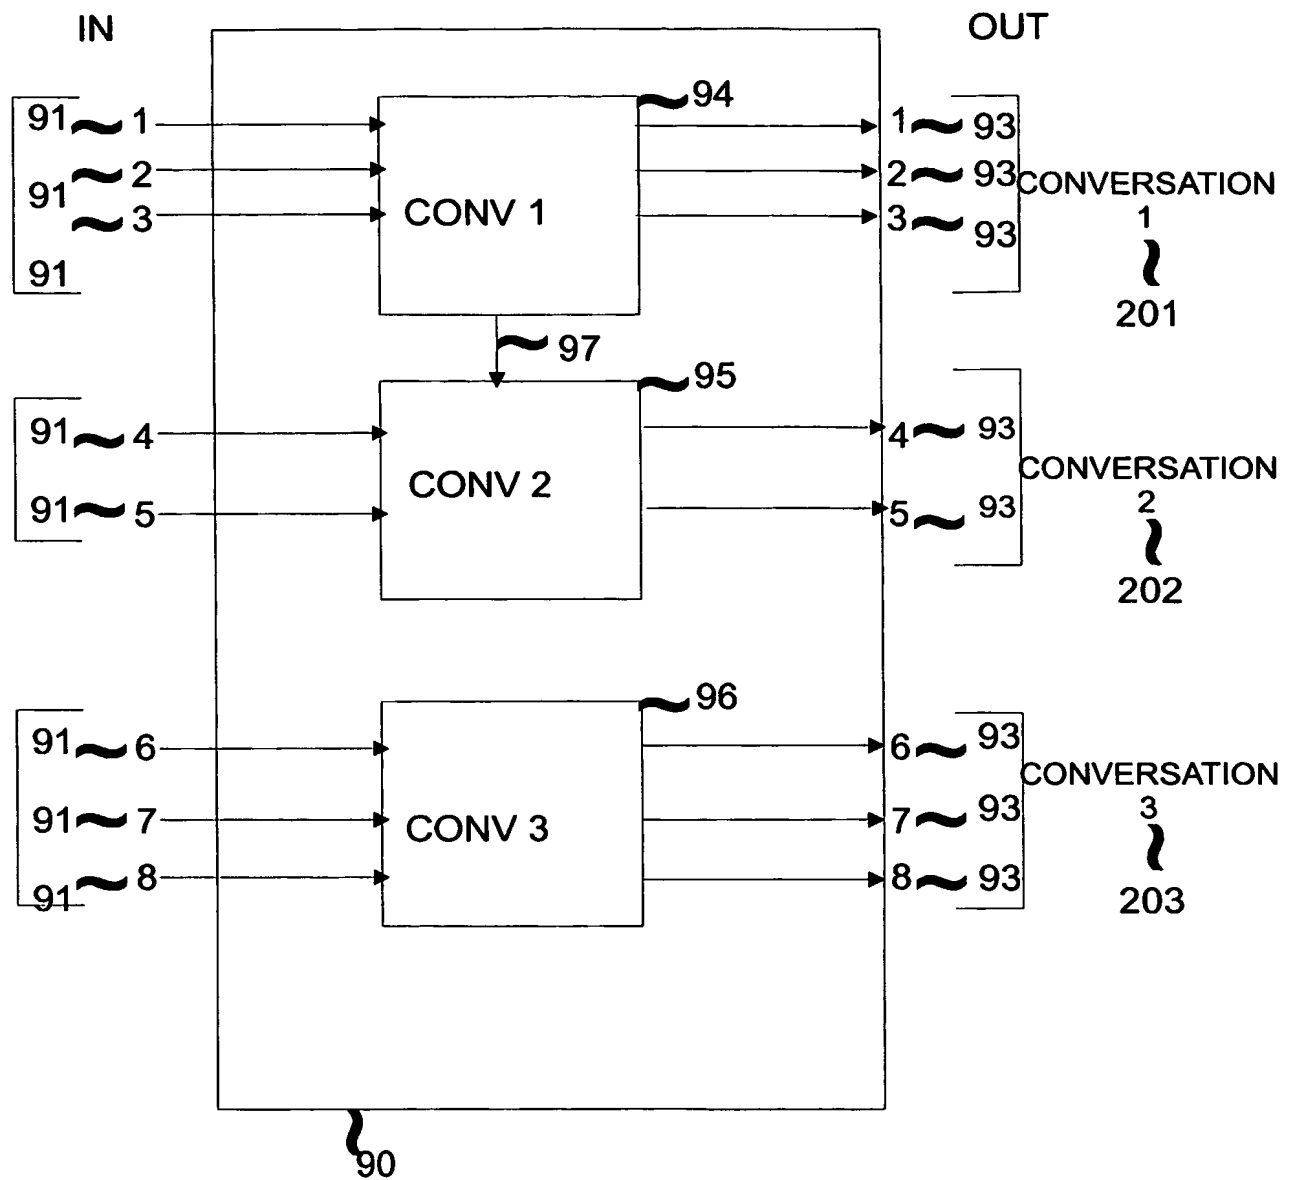 IN OUT
91 1 94 1 93
2 2 93
91 CONVERSATION
3 CONV 1 3 93 1
91
201
97
95
91 4 4 93
CONV 2 CONVERSATION
91 5 5 93 2
202
96
91 6 6 93
CONVERSATION
91 7 CONV 3 7 93 3
91 8 8 93
203
90